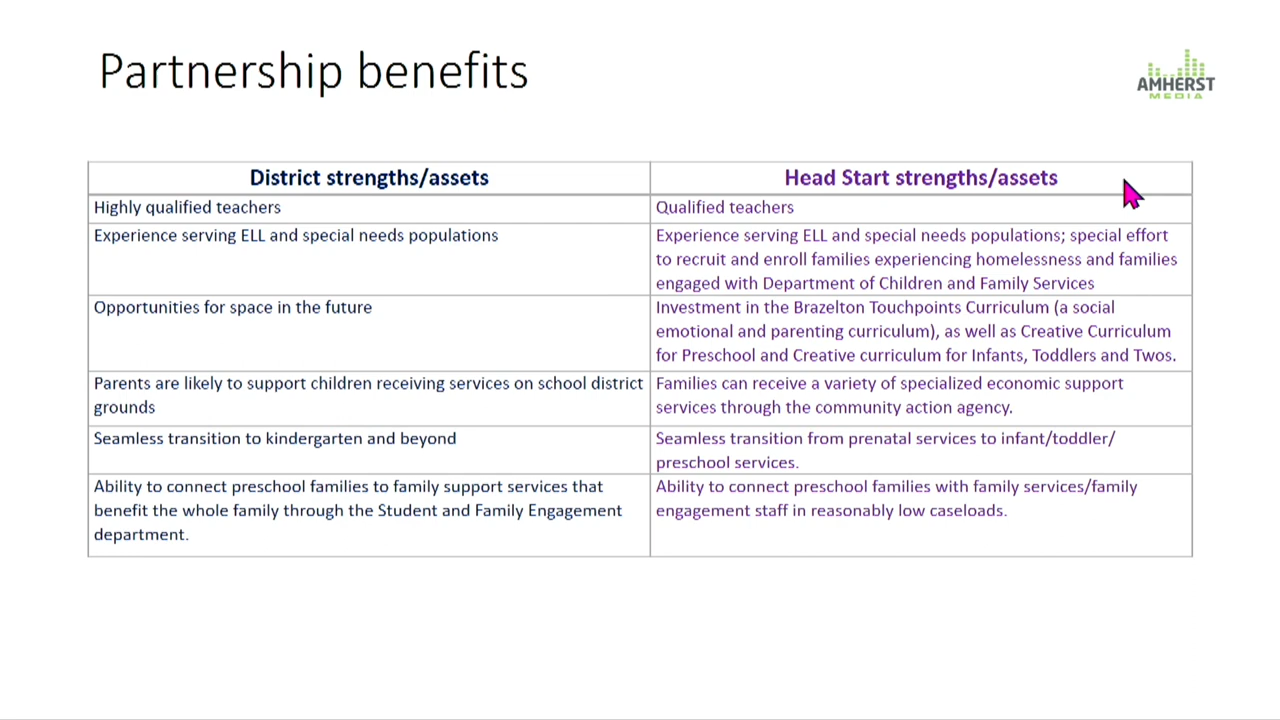 Partnership benefits
AMHERST
MEDIA
District strengths/assets
Head Start strengths/assets
Highly qualified teachers
Qualified teachers
Experience serving ELL and special needs populations
Experience serving ELL and special needs populations; special effort
to recruit and enroll families experiencing homelessness and families
engaged with Department of Children and Family Services
Opportunities for space in the future
Investment in the Brazelton Touchpoints Curriculum (a social
emotional and parenting curriculum), as well as Creative Curriculum
for Preschool and Creative curriculum for Infants, Toddlers and Twos.
Parents are likely to support children receiving services on school district
grounds
Families can receive a variety of specialized economic support
services through the community action agency.
Seamless transition to kindergarten and beyond
Seamless transition from prenatal services to infant/toddler/
preschool services.
Ability to connect preschool families to family support services that
benefit the whole family through the Student and Family Engagement
department.
Ability to connect preschool families with family services/family
engagement staff in reasonably low caseloads.